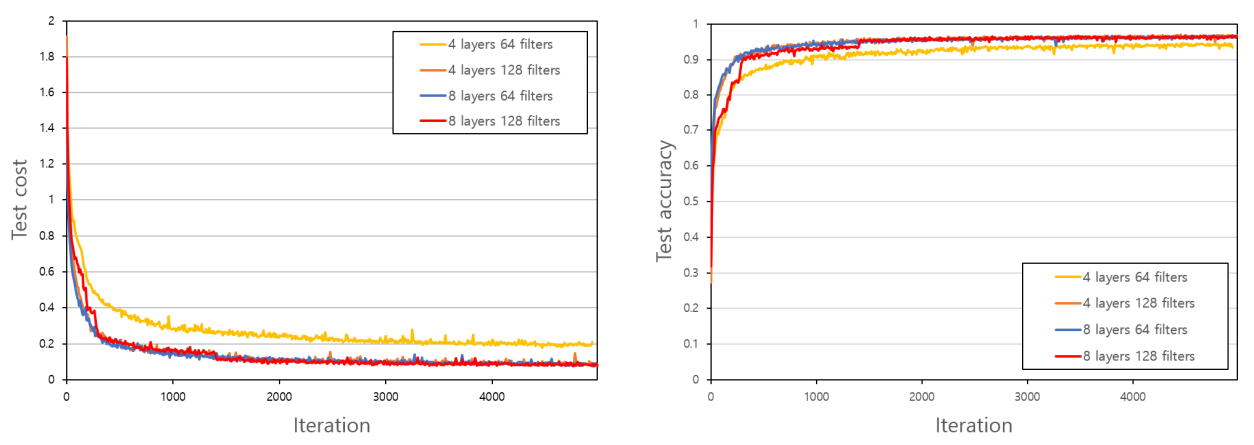 2
1.8
1.6
1.4
1.2
1
0.8
0.6
0.4
0.2
0
Test cost
4 layers 64 filters
4 layers 128 filters
8 layers 64 filters
8 layers 128 filters
0 1000 2000 3000 4000
Iteration
1
0.9
0.8
0.7
0.6
0.5
0.4
0.3
0.2
0.1
0
Test accuracy
4 layers 64 filters
4 layers 128 filters
8 layers 64 filters
8 layers 128 filters
0 1000 2000 3000 4000
Iteration